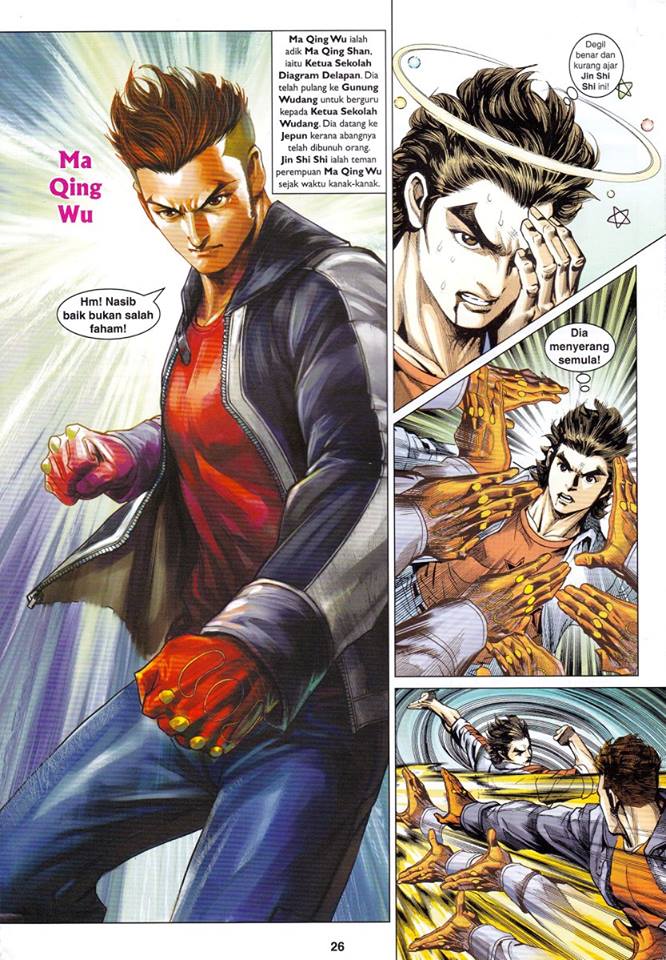 Ma Qing Wu ialah
adik Ma Qing Shan,
iaitu Ketua Sekolah
Diagram Delapan. Dia
telah pulang ke Gunung
Wudang untuk berguru
kepada Ketua Sekolah
Wudang. Dia datang ke
Jepun kerana abangnya
telah dibunuh orang.
Jin Shi Shi ialah teman
perempuan Ma Qing Wu
sejak waktu kanak-kanak.
Ma
Qing
Wu
Hm! Nasib
baik bukan salah
faham!
Degil
benar dan
kurang ajar
Jin Shi
Shi ini!
Dia
menyerang
semula!
26